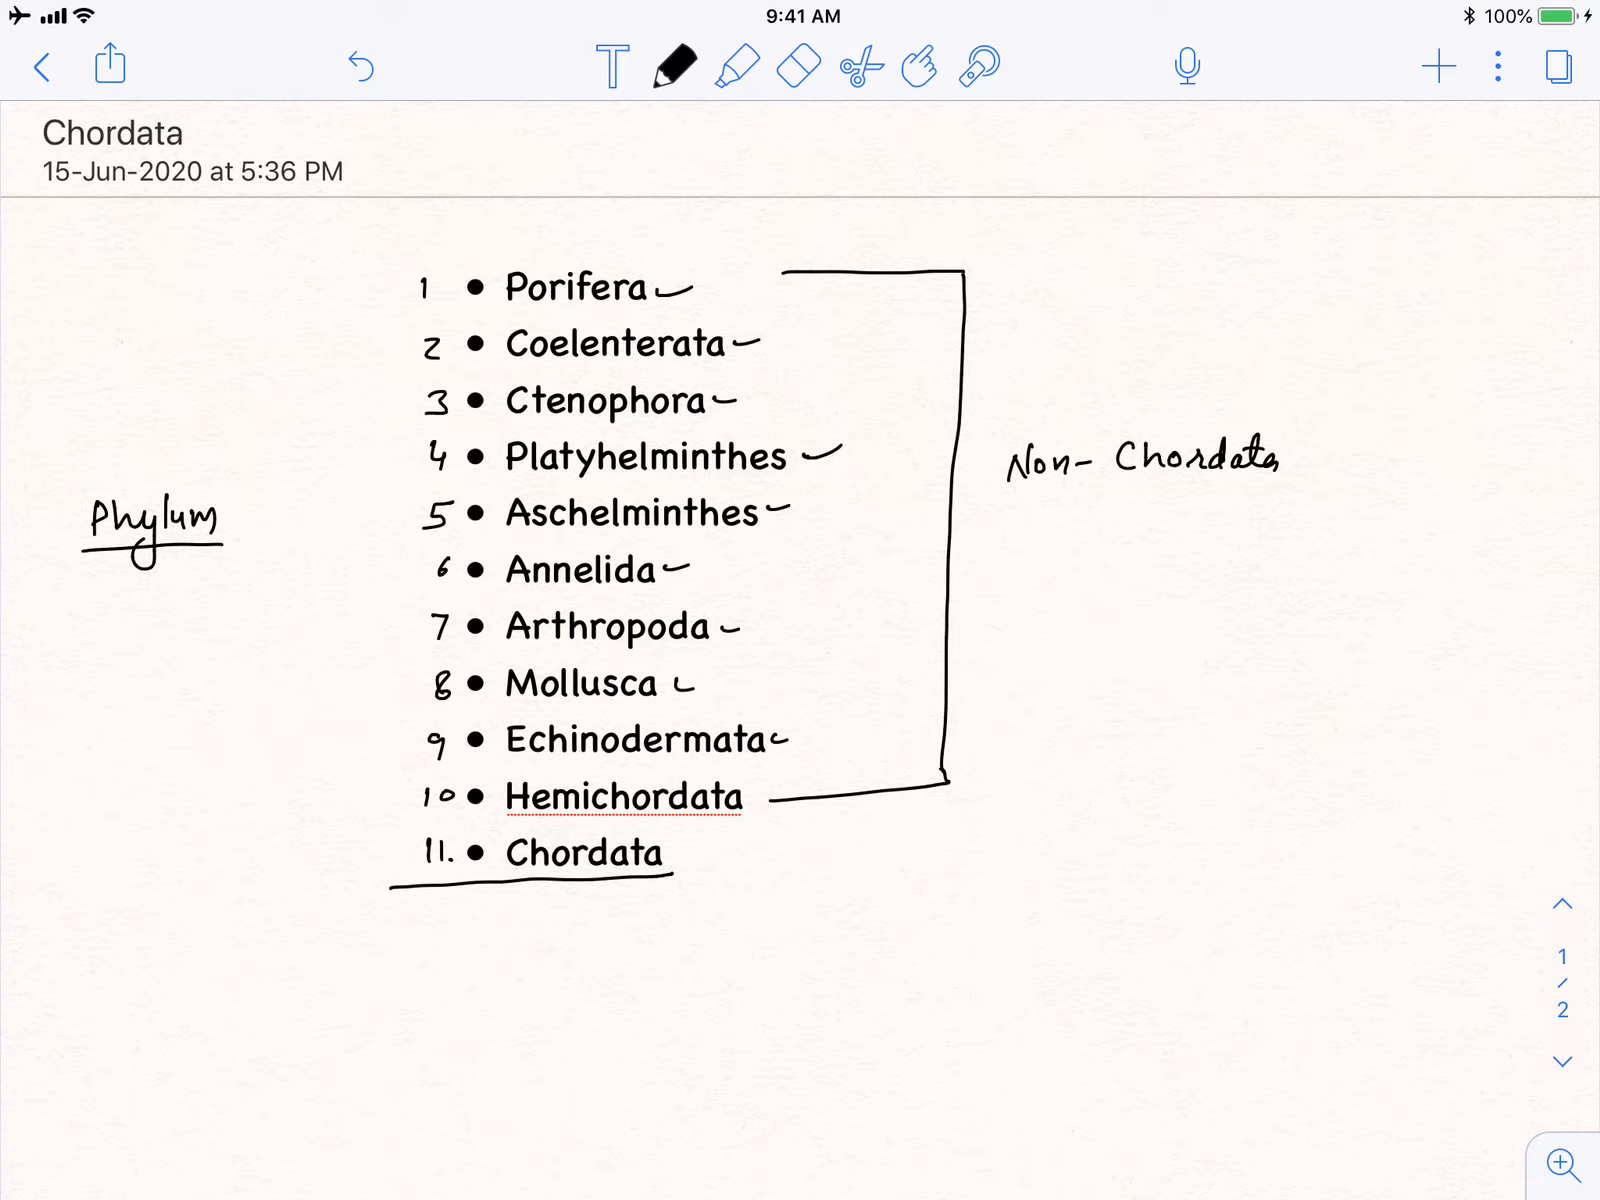 9:41 AM
100%
Chordata
15-Jun-2020 at 5:36 PM
1 • Porifera
2 • Coelenterata
3 • Ctenophora
4 • Platyhelminthes
Non- Chordata
5 • Aschelminthes
Phylum
6 • Annelida
7 • Arthropoda
8 • Mollusca
9 • Echinodermata
10 • Hemichordata
11. • Chordata
1
/
2